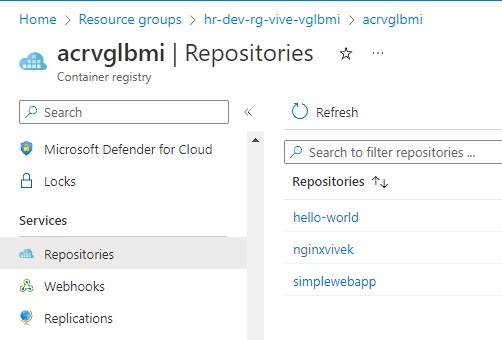 Home > Resource groups > hr-dev-rg-vive-vglbmi > acrvglbmi
acrvglbmi | Repositories
Container registry
Search
Refresh
Microsoft Defender for Cloud
Search to filter repositories ...
Locks
Repositories
Services
hello-world
Repositories
nginxvivek
Webhooks
simplewebapp
Replications